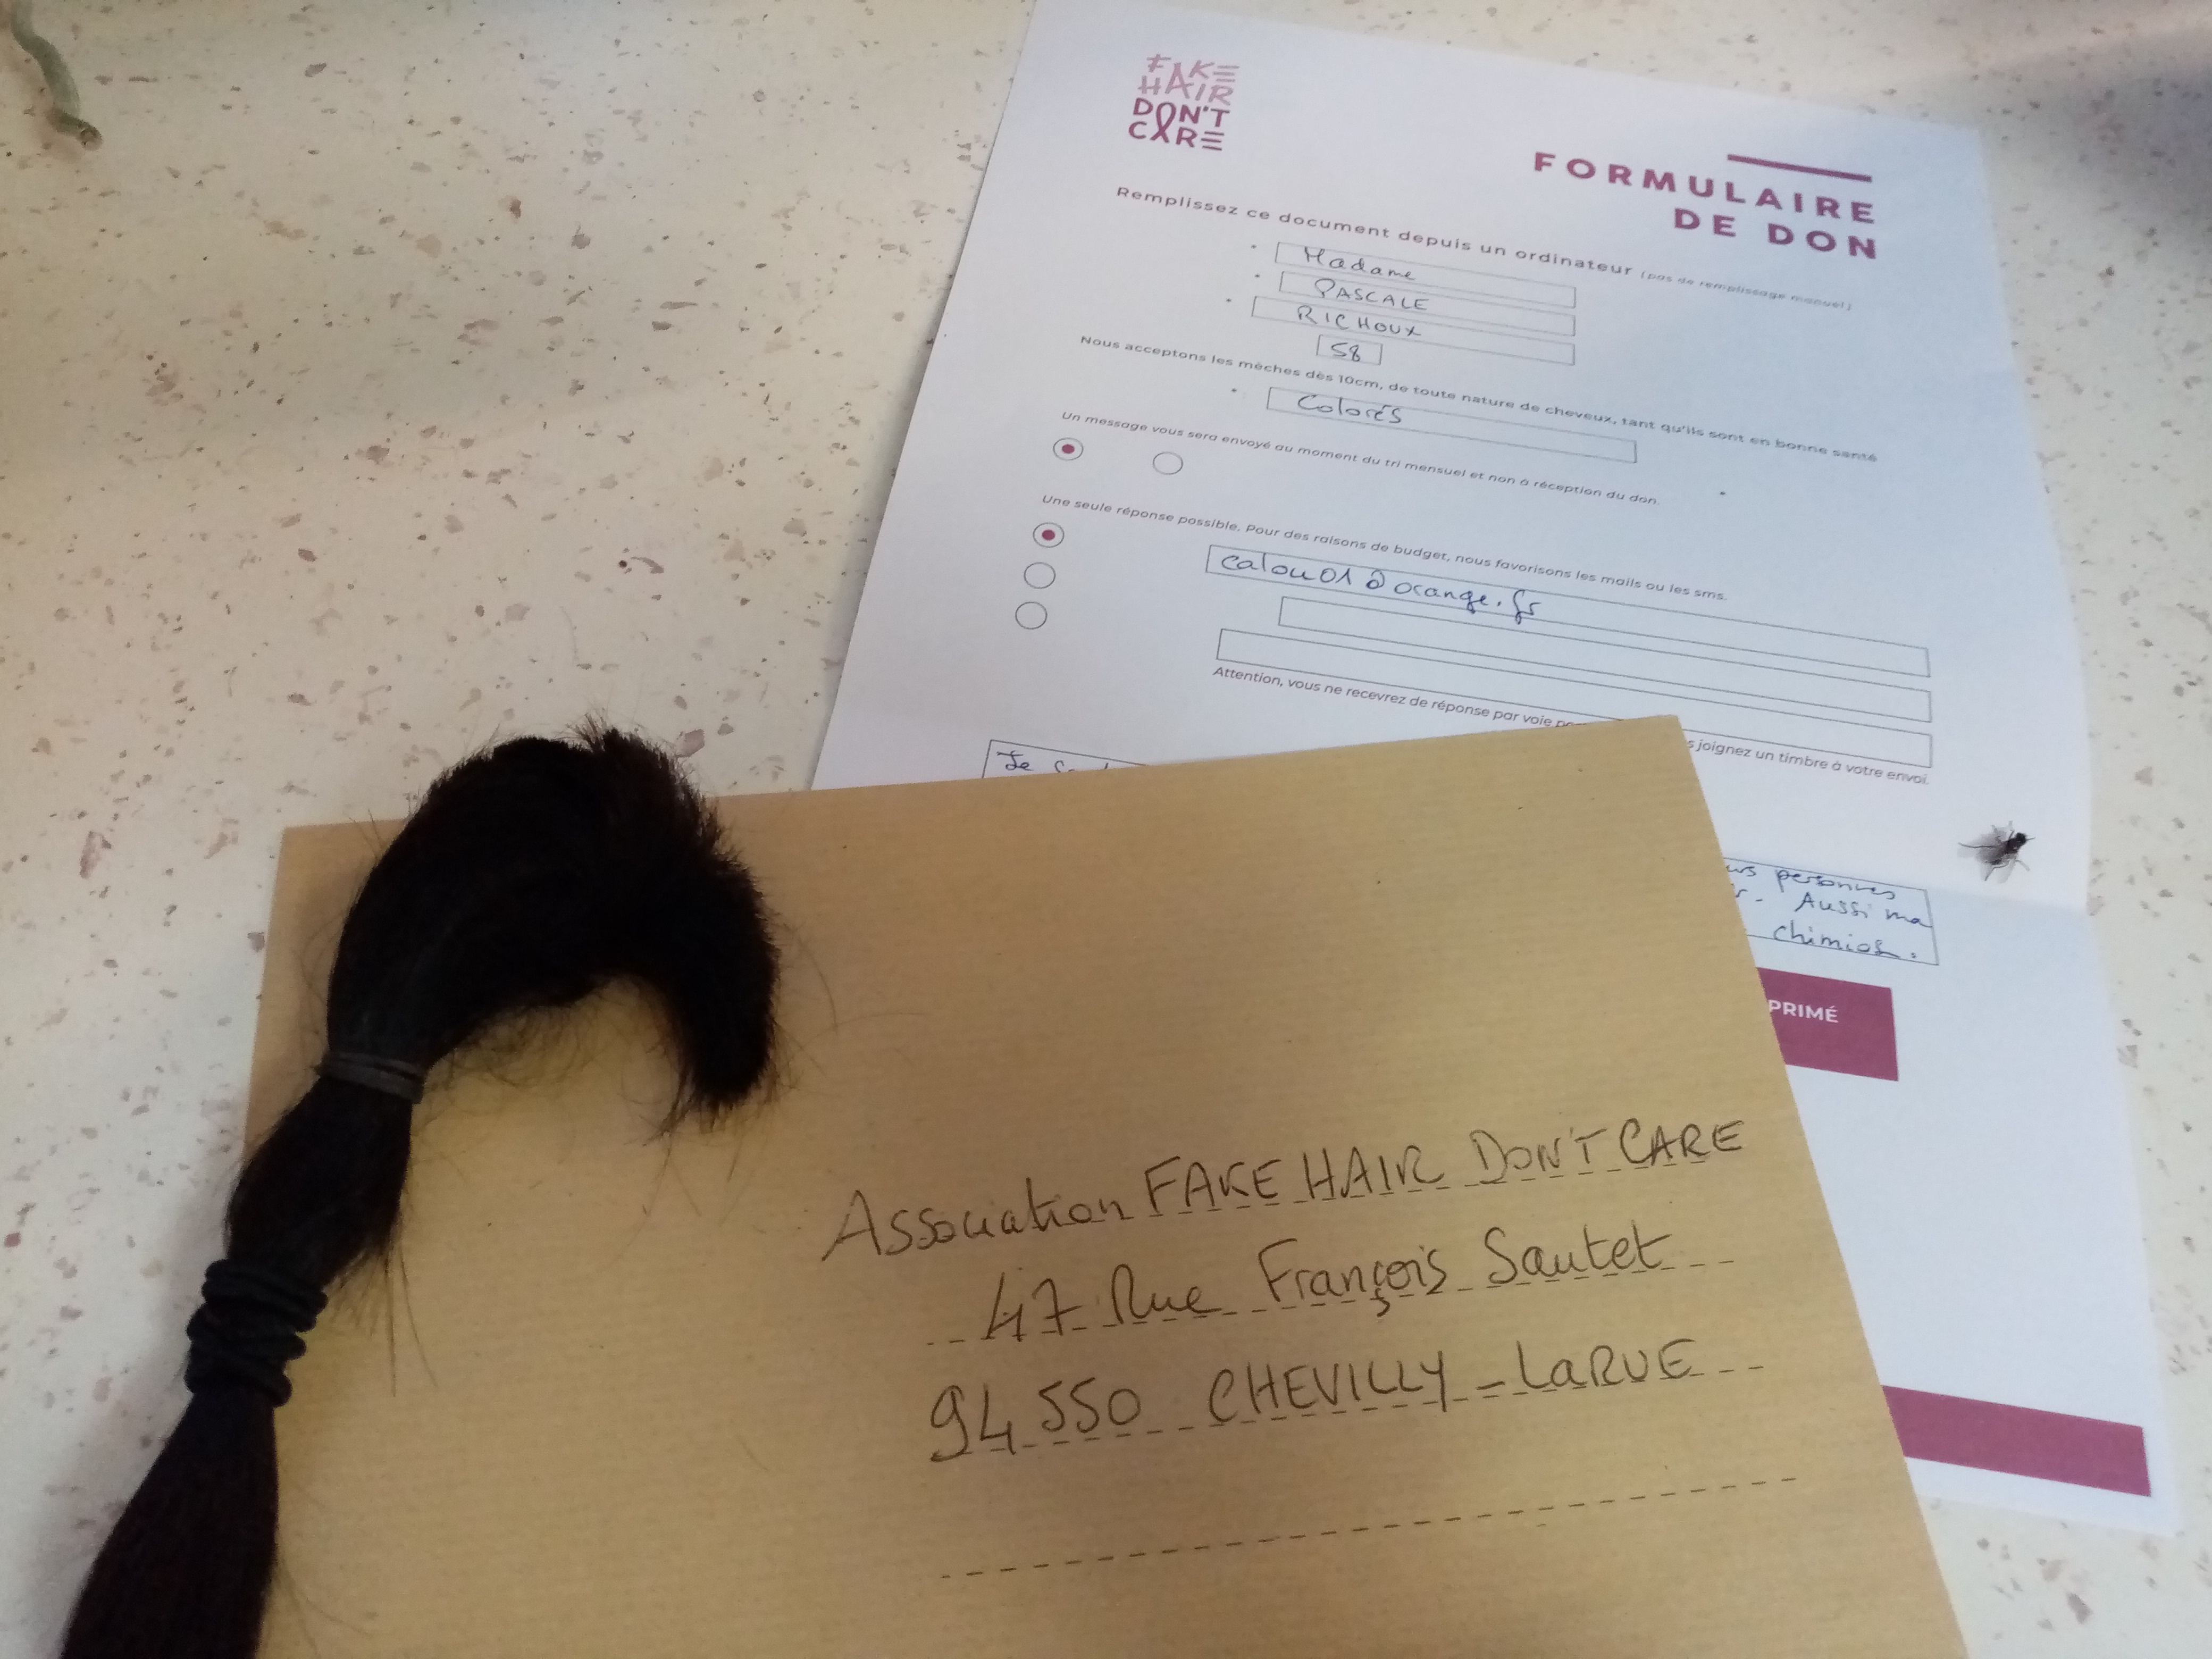 FAKE
HAIR
DON'T
CARE
FORMULAIRE
DE DON
Remplissez ce document depuis un ordinateur (pas de remplissage manuel)
Madame
PASCALE
RICHOUX
58
Nous acceptons les mèches dès 10cm, de toute nature de cheveux, tant qu'ils sont en bonne santé
Colorés
Un message vous sera envoyé au moment du tri mensuel et non à réception du don.
Une seule réponse possible. Pour des raisons de budget, nous favorisons les mails ou les sms.
calou01@orange.fr
Attention, vous ne recevrez de réponse par voie joignez un timbre à votre envoi.
Je
personnes
Aussi ma
chimios.
PRIMÉ
Association FAKE HAIR DON'T CARE
47 Rue François Sautet
94550 CHEVILLY-LARUE